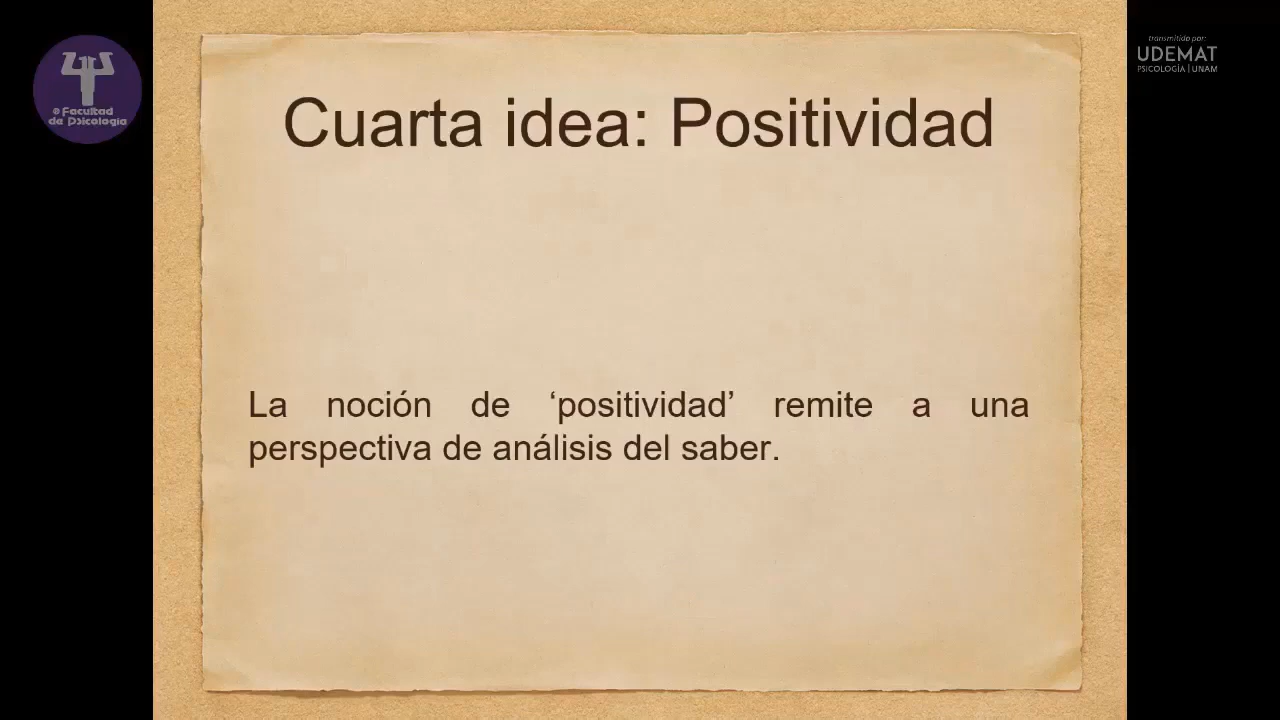 © Facultad
de Psicología
transmitido por:
UDEMAT
PSICOLOGÍA | UNAM
Cuarta idea: Positividad
La noción de ‘positividad’ remite a una
perspectiva de análisis del saber.